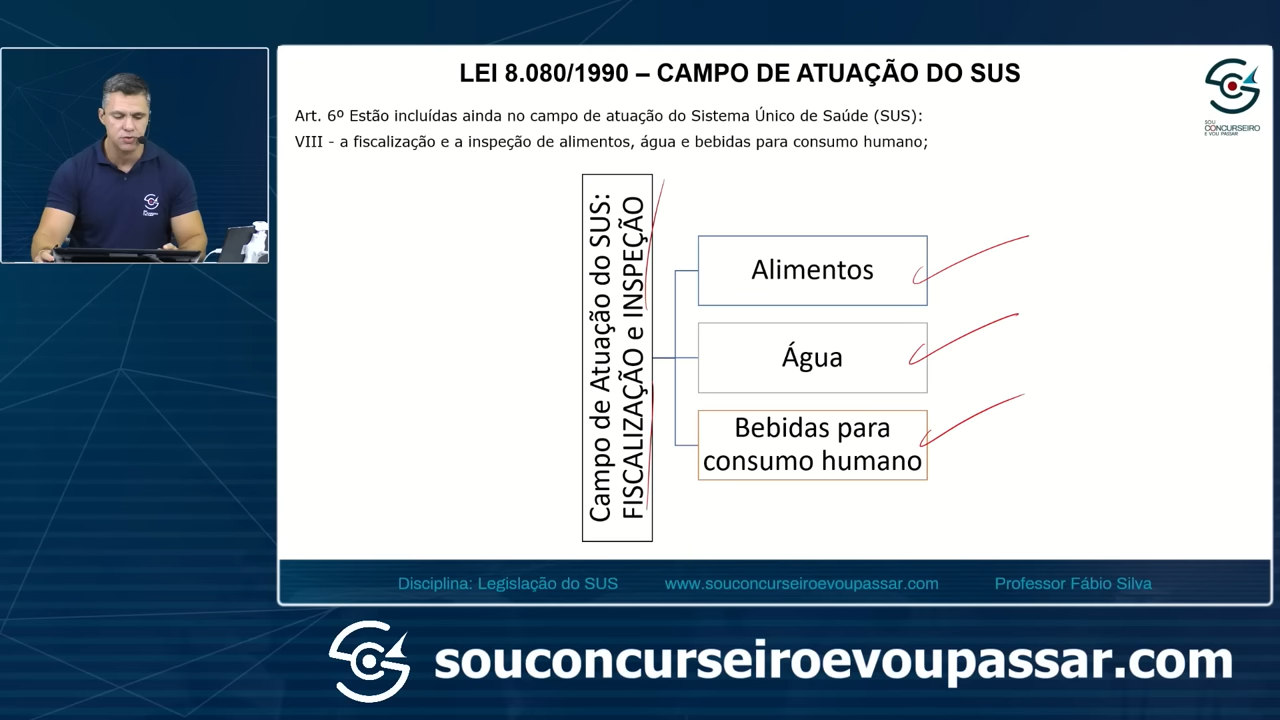 LEI 8.080/1990 – CAMPO DE ATUAÇÃO DO SUS
SOU
CONCURSEIRO
E VOU PASSAR
Art. 6º Estão incluídas ainda no campo de atuação do Sistema Único de Saúde (SUS):
VIII - a fiscalização e a inspeção de alimentos, água e bebidas para consumo humano;
Campo de Atuação do SUS:
FISCALIZAÇÃO e INSPEÇÃO
Alimentos
Água
Bebidas para
consumo humano
Disciplina: Legislação do SUS www.souconcurseiroevoupassar.com Professor Fábio Silva
souconcurseiroevoupassar.com